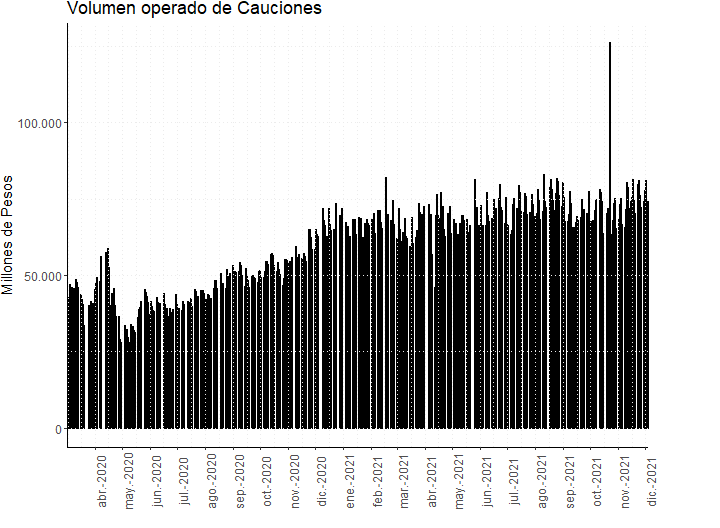 Volumen operado de Cauciones
Millones de Pesos
100.000
50.000
0
abr.-2020
may.-2020
jun.-2020
jul.-2020
ago.-2020
sep.-2020
oct.-2020
nov.-2020
dic.-2020
ene.-2021
feb.-2021
mar.-2021
abr.-2021
may.-2021
jun.-2021
jul.-2021
ago.-2021
sep.-2021
oct.-2021
nov.-2021
dic.-2021